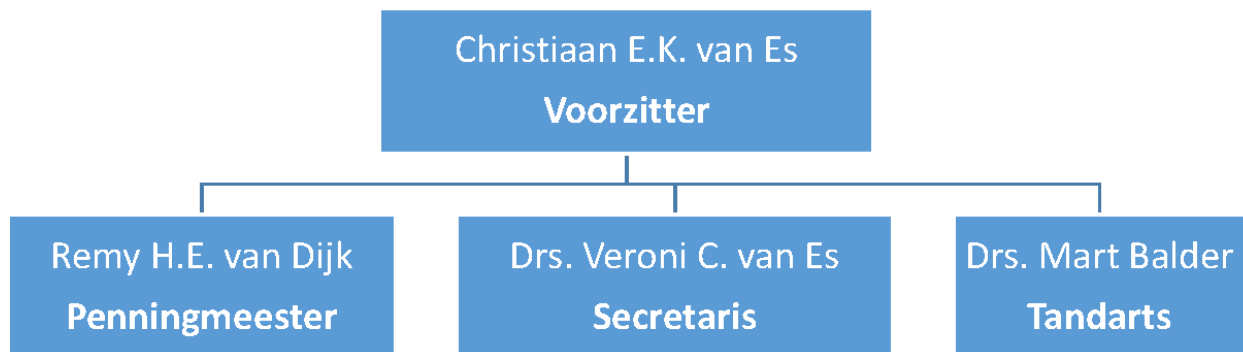 Christiaan E.K. van Es
Voorzitter
Remy H.E. van Dijk
Penningmeester
Drs. Veroni C. van Es
Secretaris
Drs. Mart Balder
Tandarts